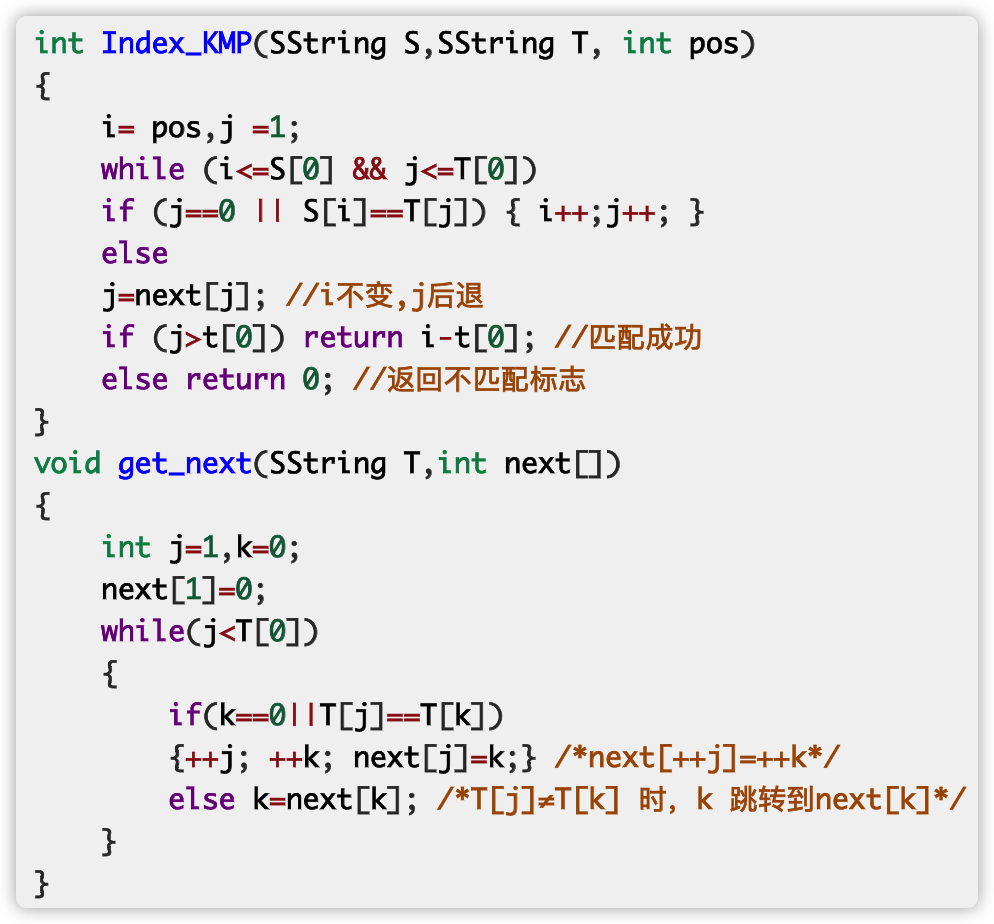 int Index_KMP(SString S,SString T, int pos)
{
    i= pos,j =1;
    while (i<=S[0] && j<=T[0])
    if (j==0 || S[i]==T[j]) { i++;j++; }
    else
    j=next[j]; //i不变,j后退
    if (j>t[0]) return i-t[0]; //匹配成功
    else return 0; //返回不匹配标志
}
void get_next(SString T,int next[])
{
    int j=1,k=0;
    next[1]=0;
    while(j<T[0])
    {
        if(k==0||T[j]==T[k])
        {++j; ++k; next[j]=k;} /*next[++j]=++k*/
        else k=next[k]; /*T[j]≠T[k] 时, k 跳转到next[k]*/
    }
}